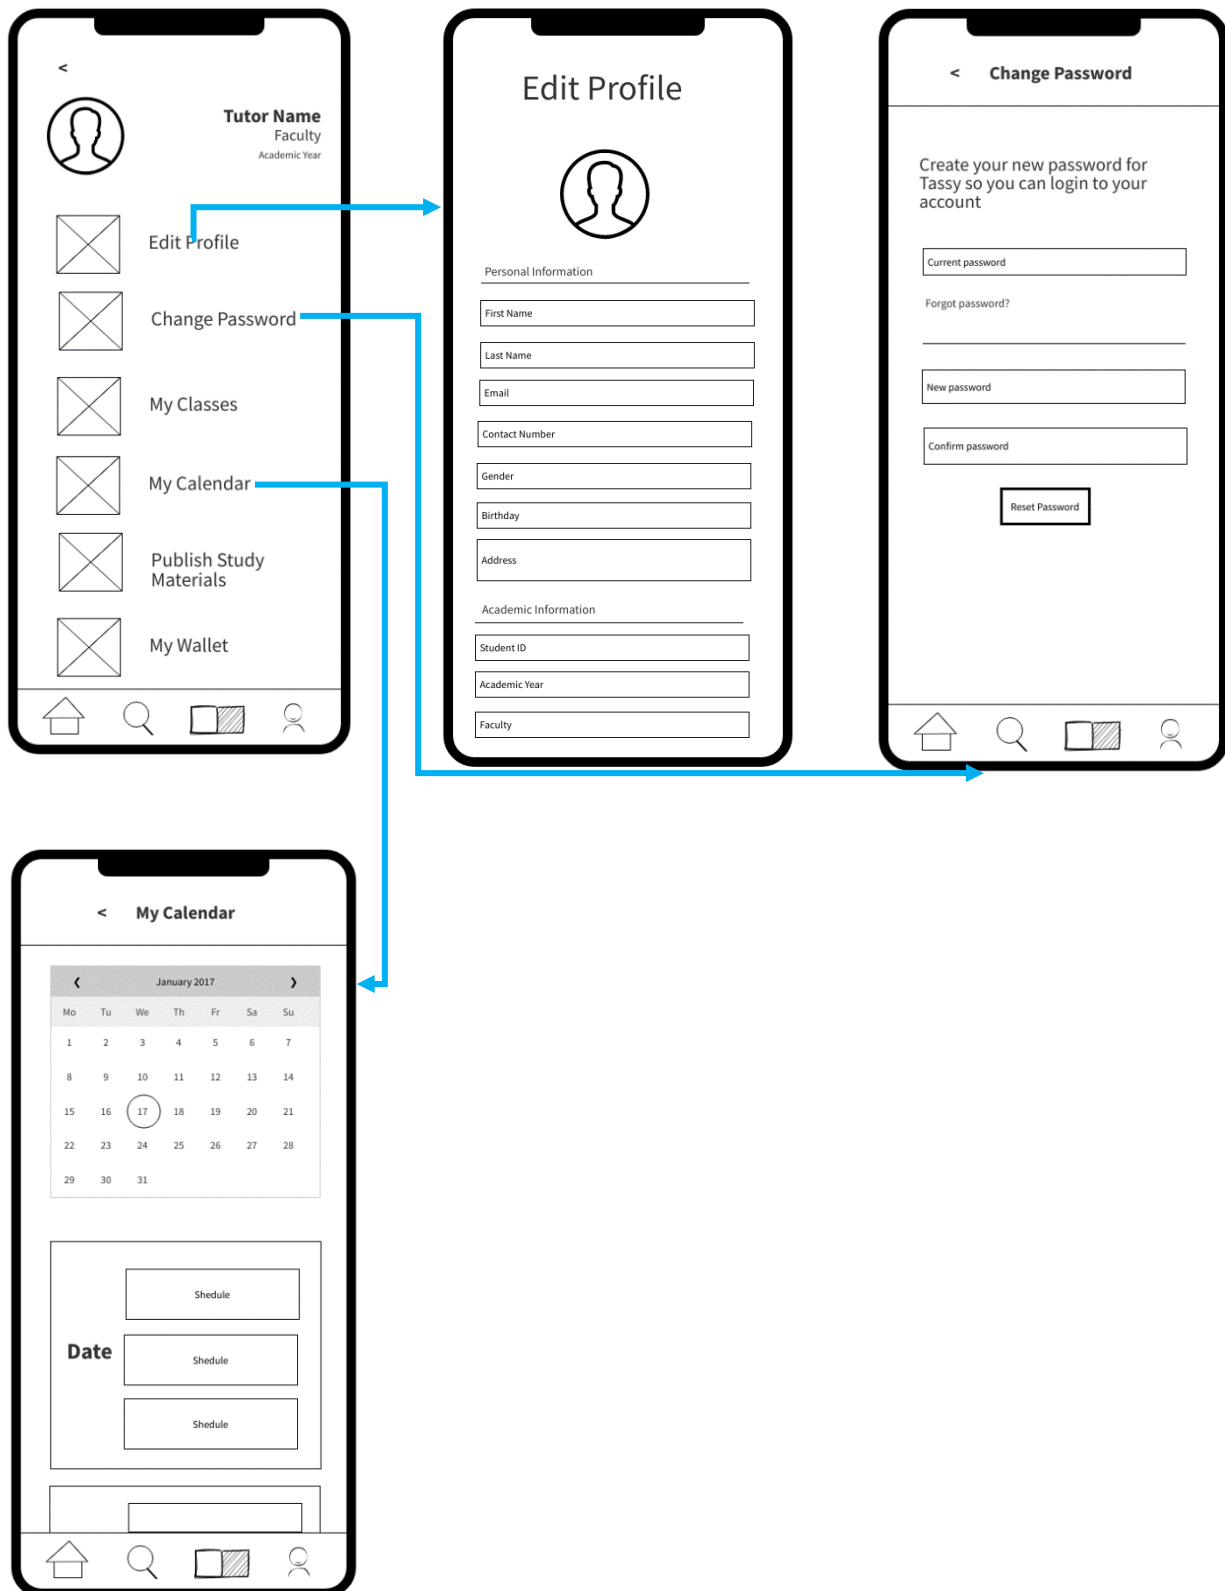 <
Tutor Name
Faculty
Academic Year
Edit Profile
Change Password
My Classes
My Calendar
Publish Study
Materials
My Wallet
Edit Profile
Personal Information
First Name
Last Name
Email
Contact Number
Gender
Birthday
Address
Academic Information
Student ID
Academic Year
Faculty
< Change Password
Create your new password for
Tassy so you can login to your
account
Current password
Forgot password?
New password
Confirm password
Reset Password
< My Calendar
❮ January 2017 ❯
Mo Tu We Th Fr Sa Su
1 2 3 4 5 6 7
8 9 10 11 12 13 14
15 16 17 18 19 20 21
22 23 24 25 26 27 28
29 30 31
Shedule
Date
Shedule
Shedule